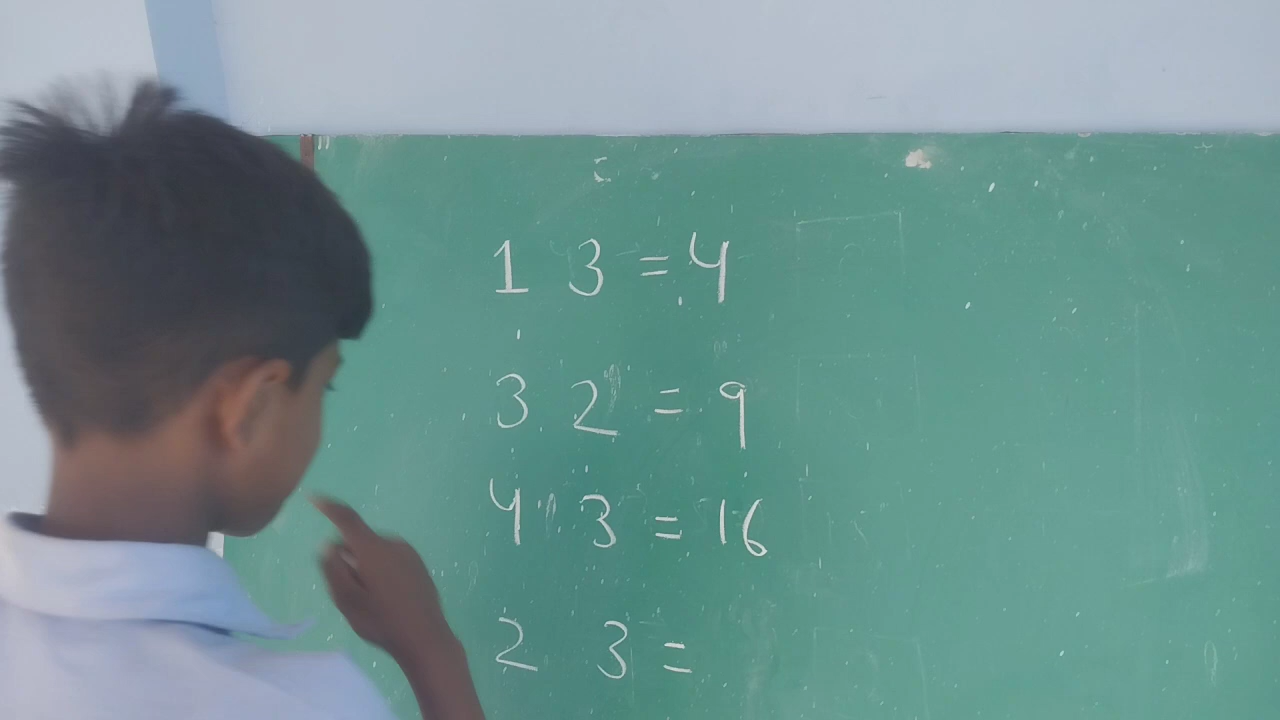 1 3 = 4
3 2 = 9
4 3 = 16
2 3 =